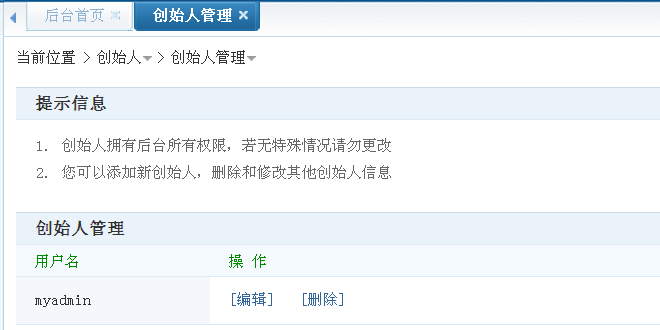 后台首页 创始人管理
当前位置 > 创始人 > 创始人管理
提示信息
1. 创始人拥有后台所有权限，若无特殊情况请勿更改
2. 您可以添加新创始人，删除和修改其他创始人信息
创始人管理
用户名 操 作
myadmin [编辑] [删除]